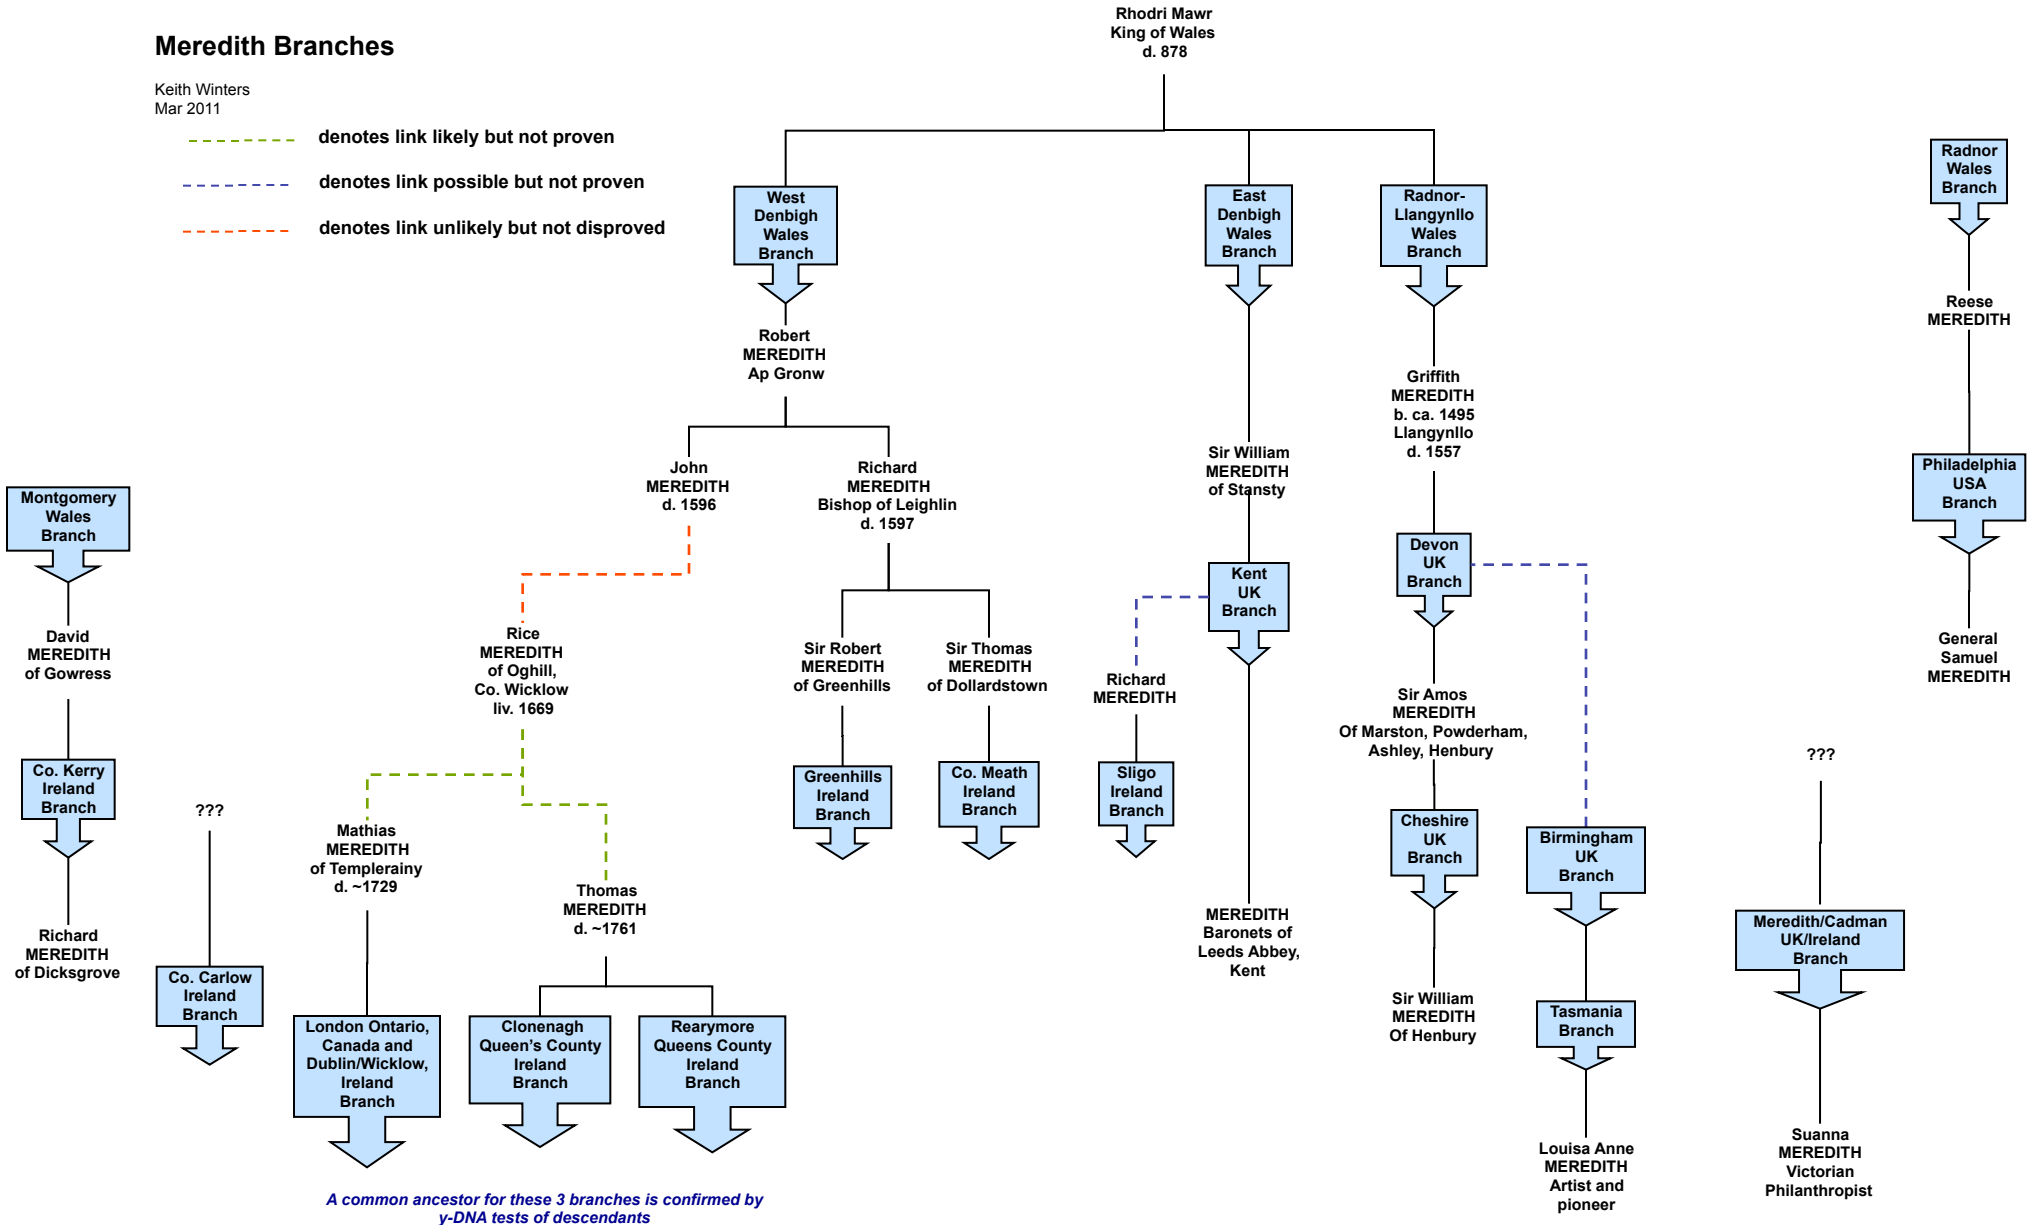 Meredith Branches
Keith Winters
Mar 2011
denotes link likely but not proven
denotes link possible but not proven
denotes link unlikely but not disproved
Rhodri Mawr
King of Wales
d. 878
West
Denbigh
Wales
Branch
East
Denbigh
Wales
Branch
Radnor-
Llangynllo
Wales
Branch
Radnor
Wales
Branch
Robert
MEREDITH
Ap Gronw
Griffith
MEREDITH
b. ca. 1495
Llangynllo
d. 1557
Reese
MEREDITH
John
MEREDITH
d. 1596
Richard
MEREDITH
Bishop of Leighlin
d. 1597
Sir William
MEREDITH
of Stansty
Philadelphia
USA
Branch
Montgomery
Wales
Branch
Devon
UK
Branch
Kent
UK
Branch
David
MEREDITH
of Gowress
Rice
MEREDITH
of Oghill,
Co. Wicklow
liv. 1669
Sir Robert
MEREDITH
of Greenhills
Sir Thomas
MEREDITH
of Dollardstown
Richard
MEREDITH
Sir Amos
MEREDITH
Of Marston, Powderham,
Ashley, Henbury
General
Samuel
MEREDITH
Co. Kerry
Ireland
Branch
???
Greenhills
Ireland
Branch
Co. Meath
Ireland
Branch
Sligo
Ireland
Branch
Cheshire
UK
Branch
Birmingham
UK
Branch
???
Mathias
MEREDITH
of Templerainy
d. ~1729
Thomas
MEREDITH
d. ~1761
MEREDITH
Baronets of
Leeds Abbey,
Kent
Meredith/Cadman
UK/Ireland
Branch
Richard
MEREDITH
of Dicksgrove
Co. Carlow
Ireland
Branch
London Ontario,
Canada and
Dublin/Wicklow,
Ireland
Branch
Clonenagh
Queen's County
Ireland
Branch
Rearymore
Queens County
Ireland
Branch
Sir William
MEREDITH
Of Henbury
Tasmania
Branch
Louisa Anne
MEREDITH
Artist and
pioneer
Suanna
MEREDITH
Victorian
Philanthropist
A common ancestor for these 3 branches is confirmed by
y-DNA tests of descendants